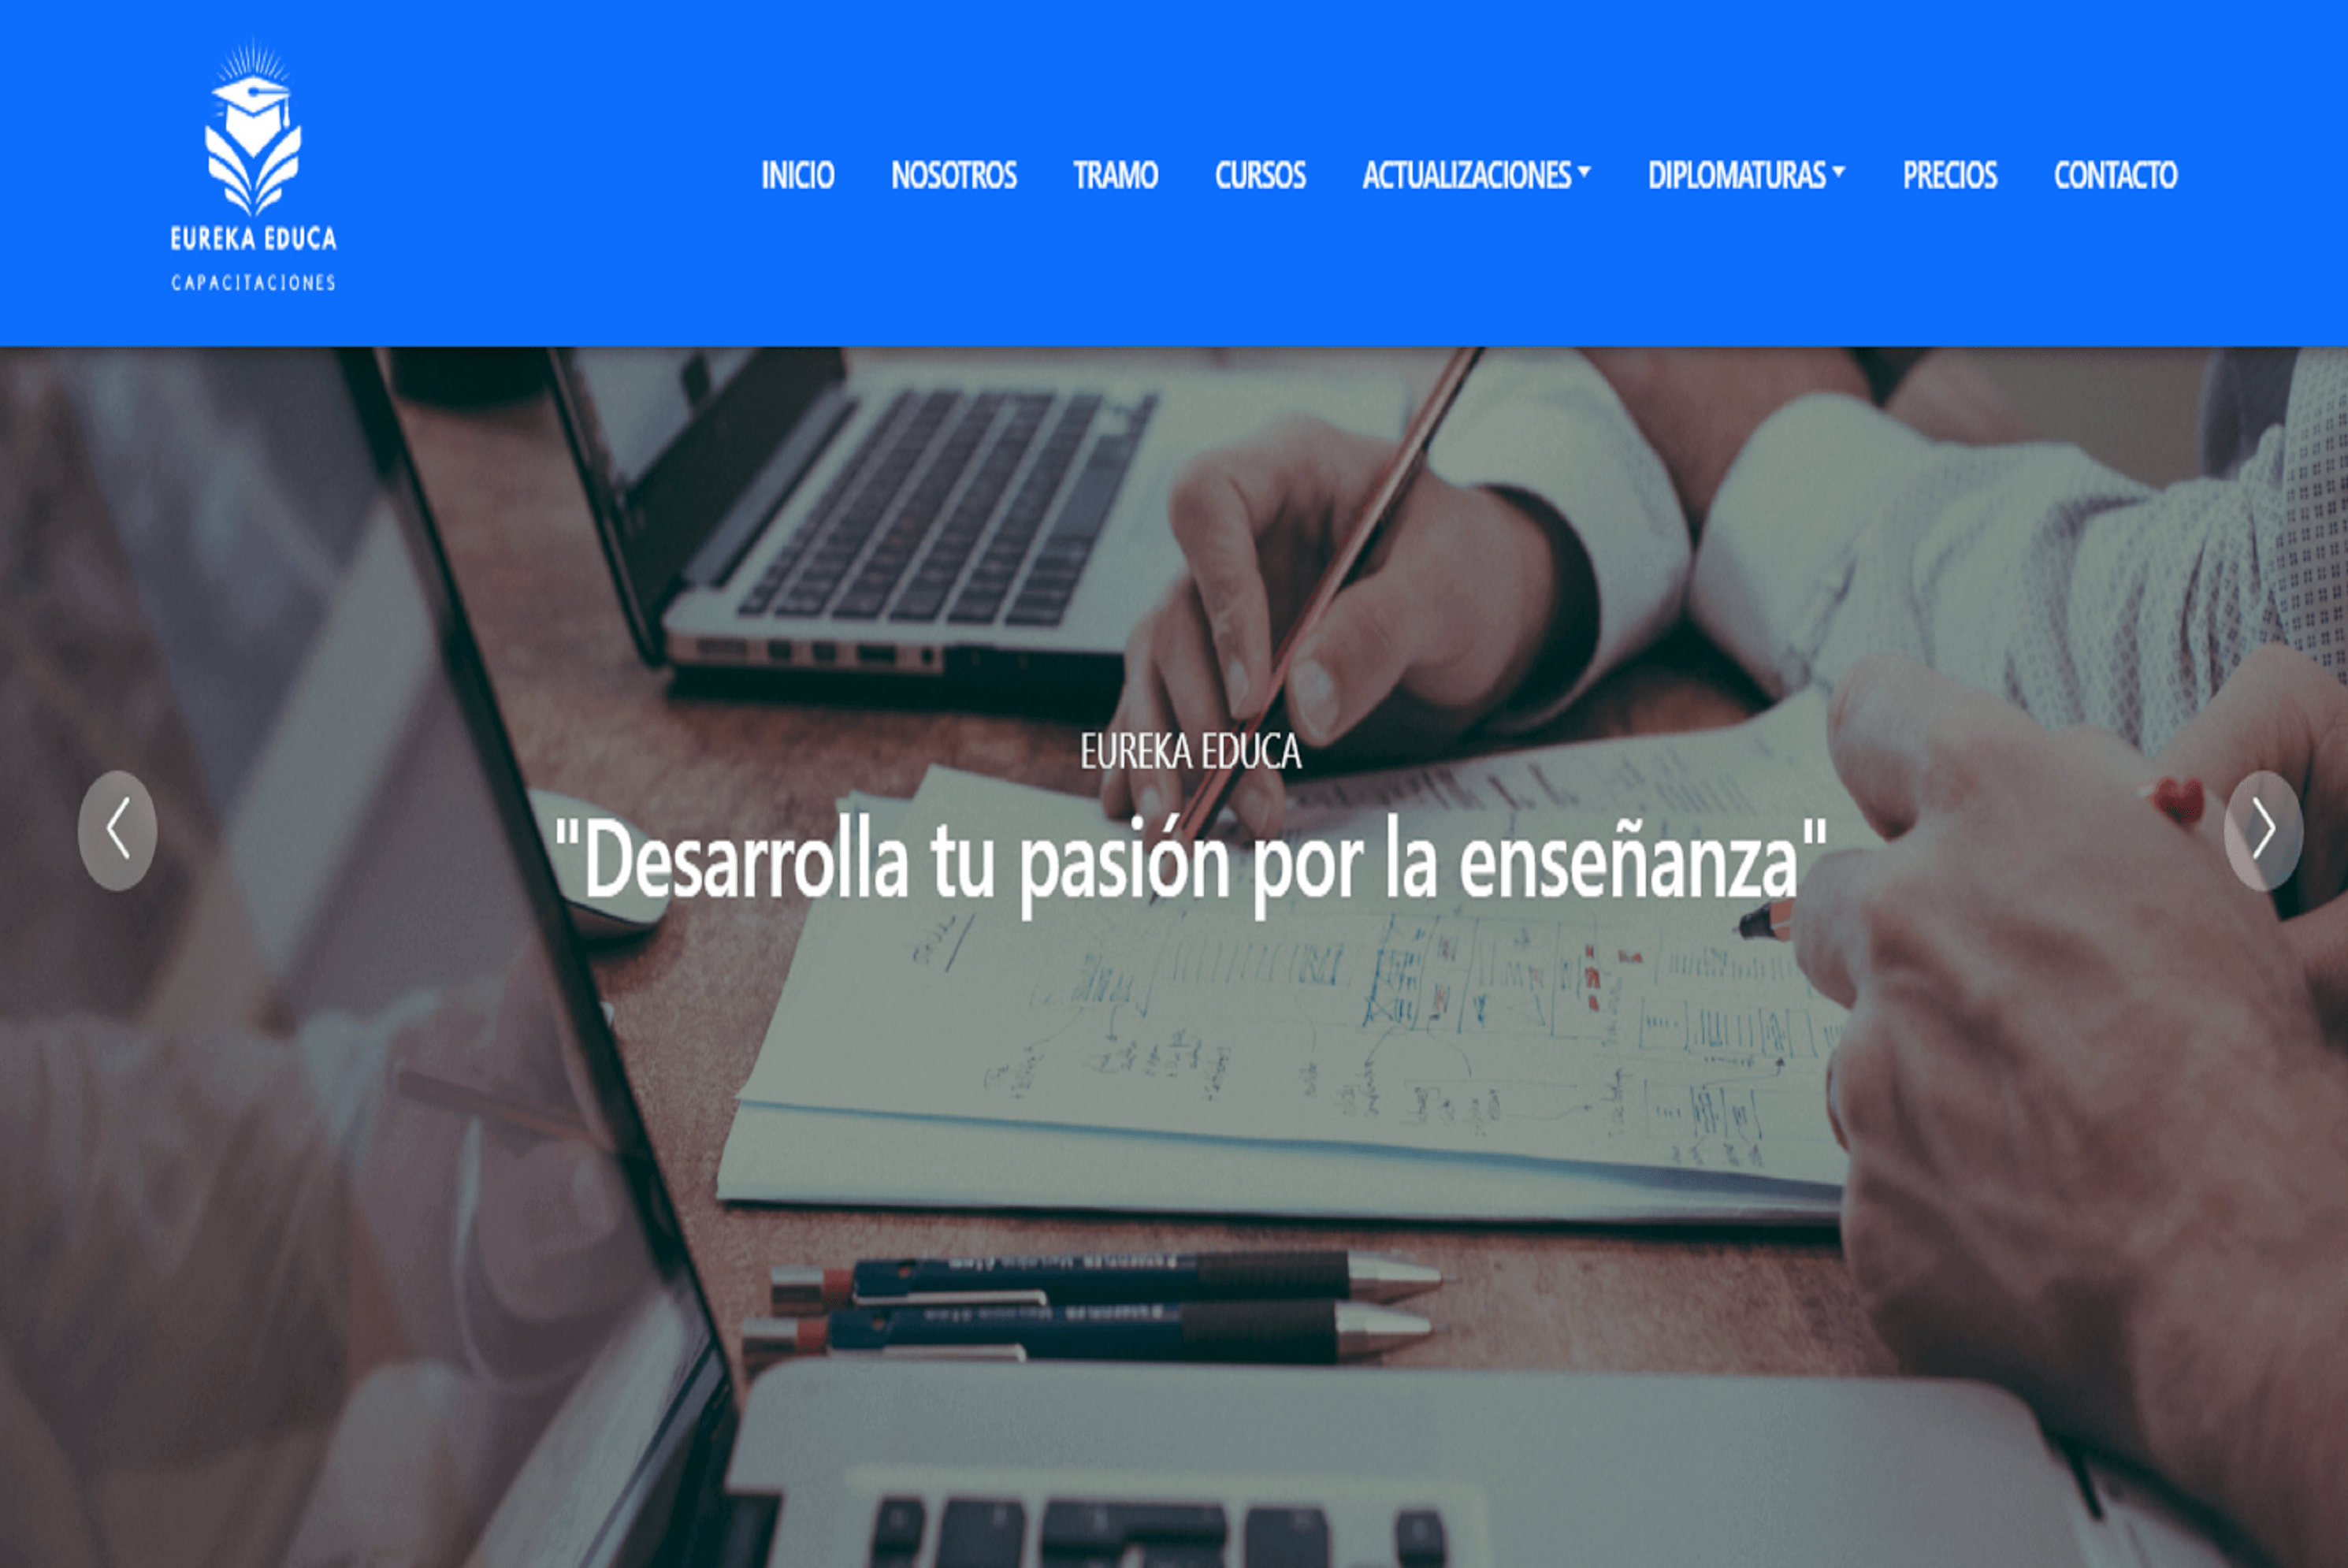 EUREKA EDUCA
CAPACITACIONES
INICIO NOSOTROS TRAMO CURSOS ACTUALIZACIONES DIPLOMATURAS PRECIOS CONTACTO
EUREKA EDUCA
"Desarrolla tu pasión por la enseñanza"